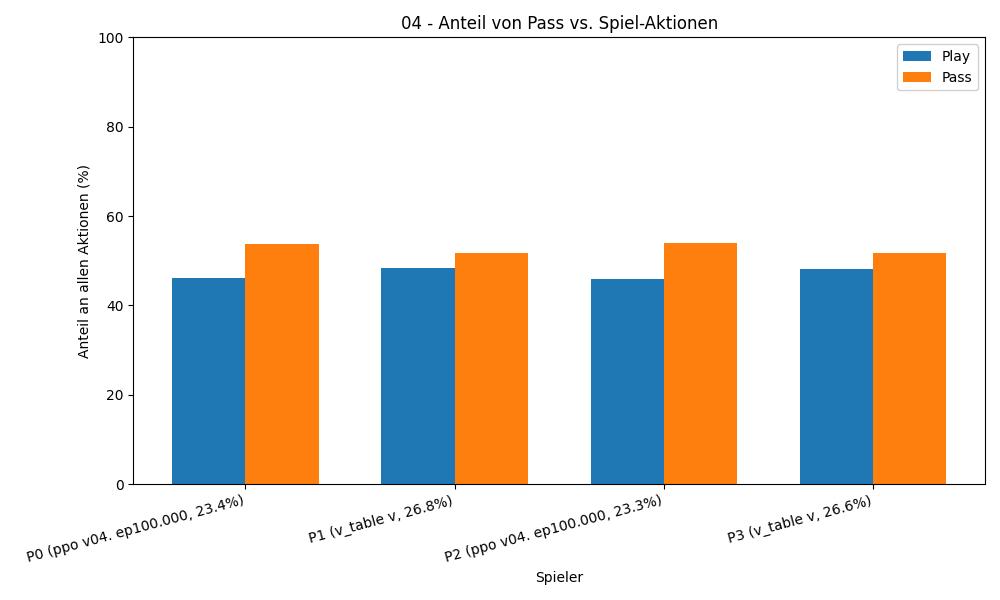 04 - Anteil von Pass vs. Spiel-Aktionen
Anteil an allen Aktionen (%)
100
80
60
40
20
0
Play
Pass
P0 (ppo v04. ep100.000, 23.4%)
P1 (v_table v, 26.8%)
P2 (ppo v04. ep100.000, 23.3%)
P3 (v_table v, 26.6%)
Spieler